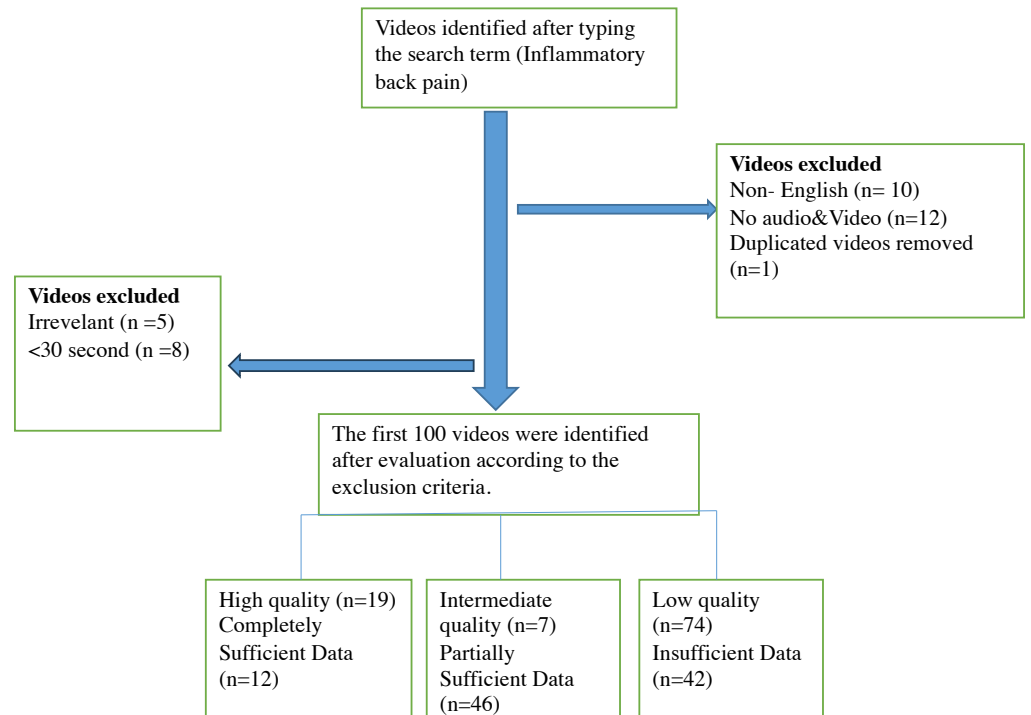 Videos identified after typing
the search term (Inflammatory
back pain)
Videos excluded
Non- English (n= 10)
No audio&Video (n=12)
Duplicated videos removed
(n=1)
Videos excluded
Irrevelant (n =5)
<30 second (n =8)
The first 100 videos were identified
after evaluation according to the
exclusion criteria.
High quality (n=19)
Completely
Sufficient Data
(n=12)
Intermediate
quality (n=7)
Partially
Sufficient Data
(n=46)
Low quality
(n=74)
Insufficient Data
(n=42)